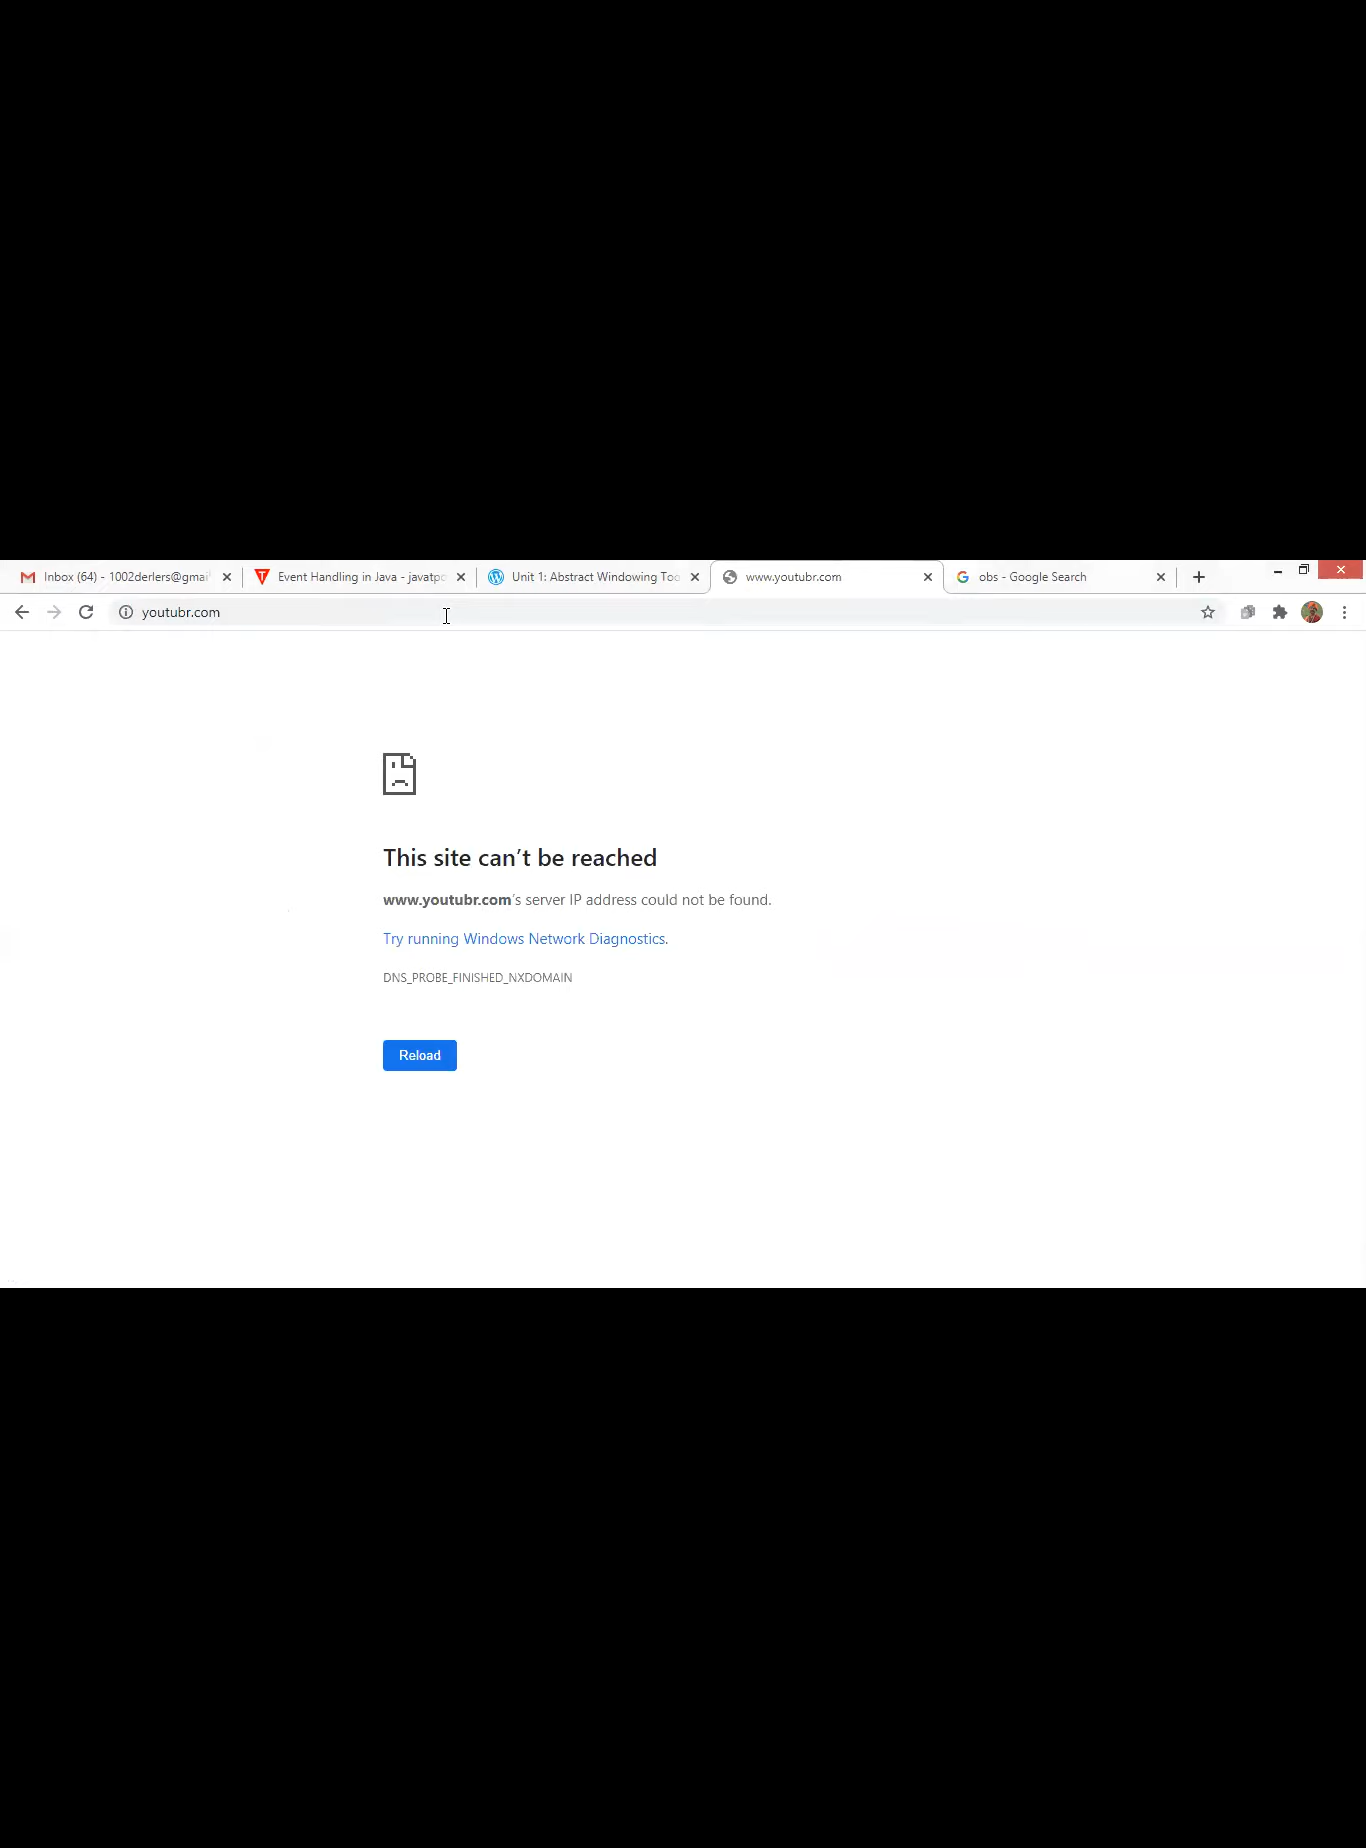 Inbox (64) - 1002derlers@gmai
Event Handling in Java - javatpo
Unit 1: Abstract Windowing Too
www.youtubr.com
obs - Google Search
youtubr.com
This site can't be reached
www.youtubr.com's server IP address could not be found.
Try running Windows Network Diagnostics.
DNS_PROBE_FINISHED_NXDOMAIN
Reload